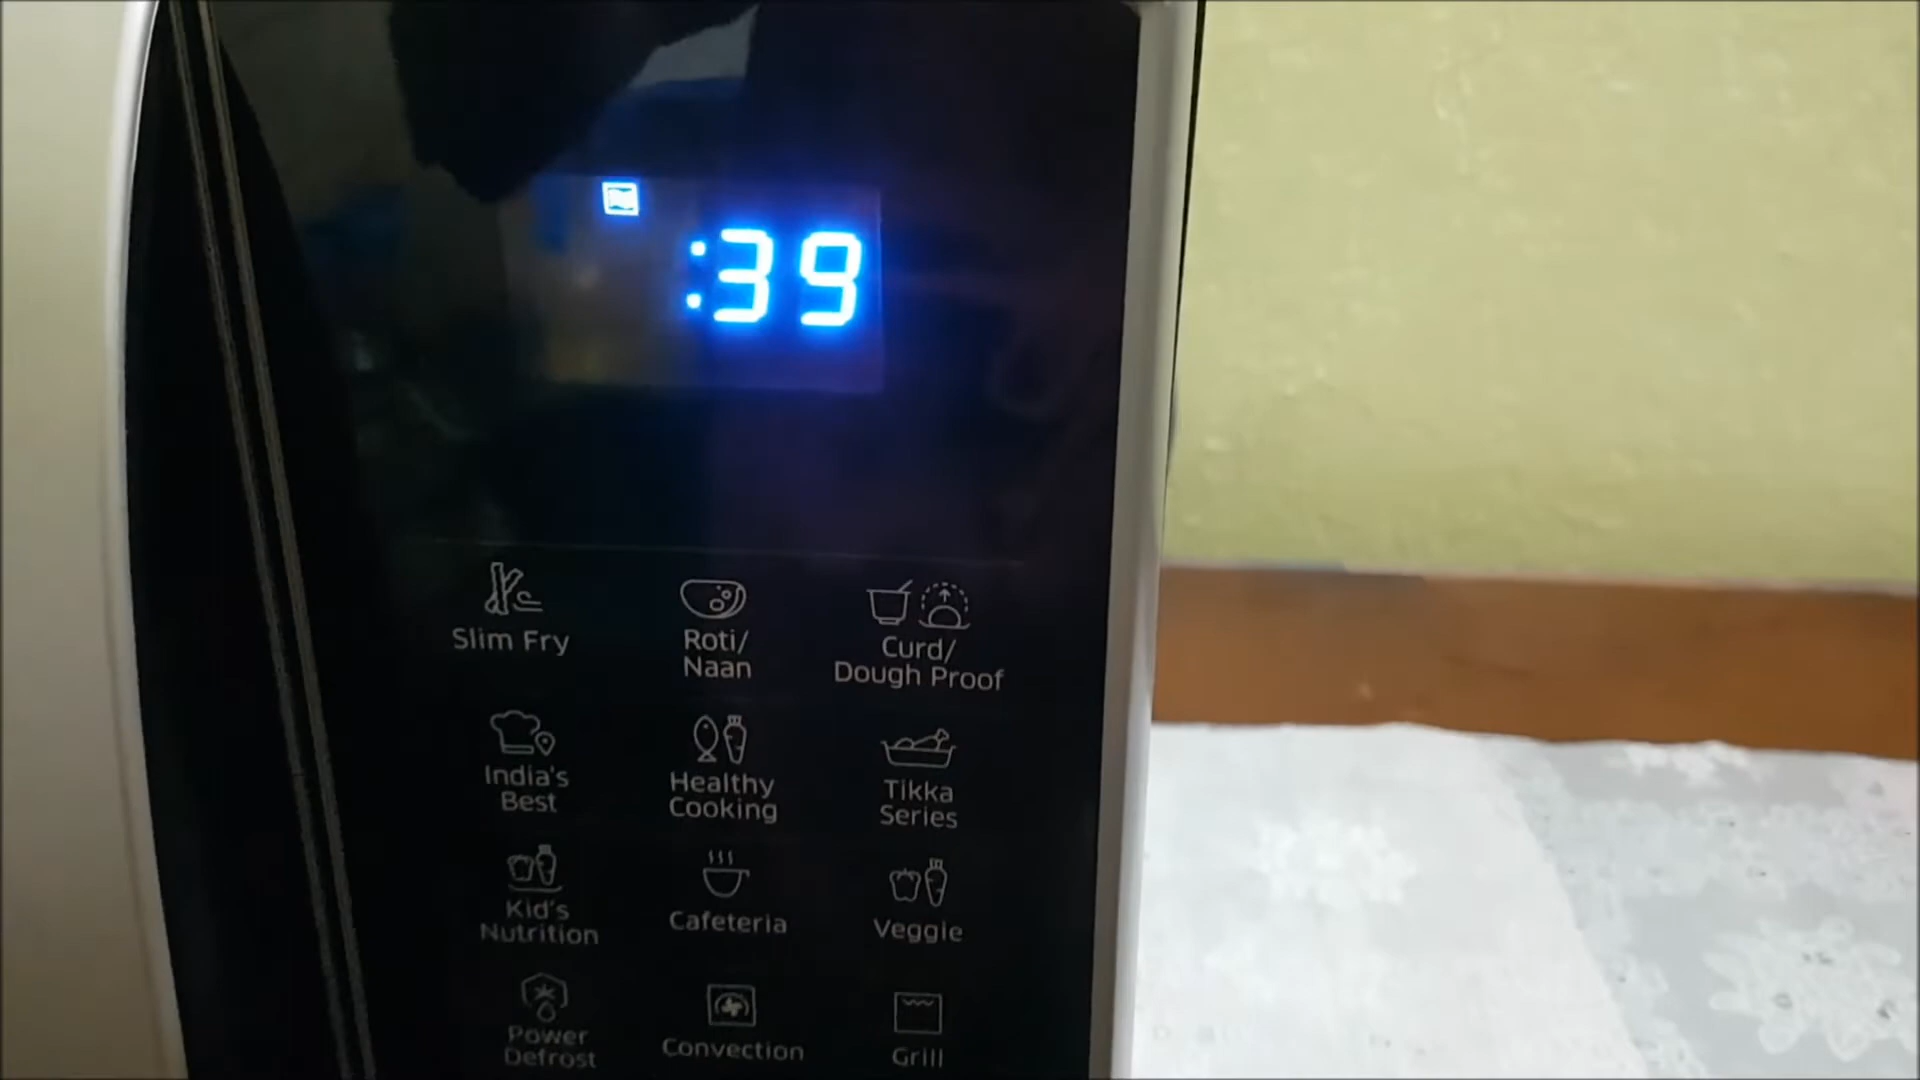 :39
Slim Fry
Roti/
Naan
Curd/
Dough Proof
India's
Best
Healthy
Cooking
Tikka
Series
Kid's
Nutrition
Cafeteria
Veggie
Power
Defrost
Convection
Grill